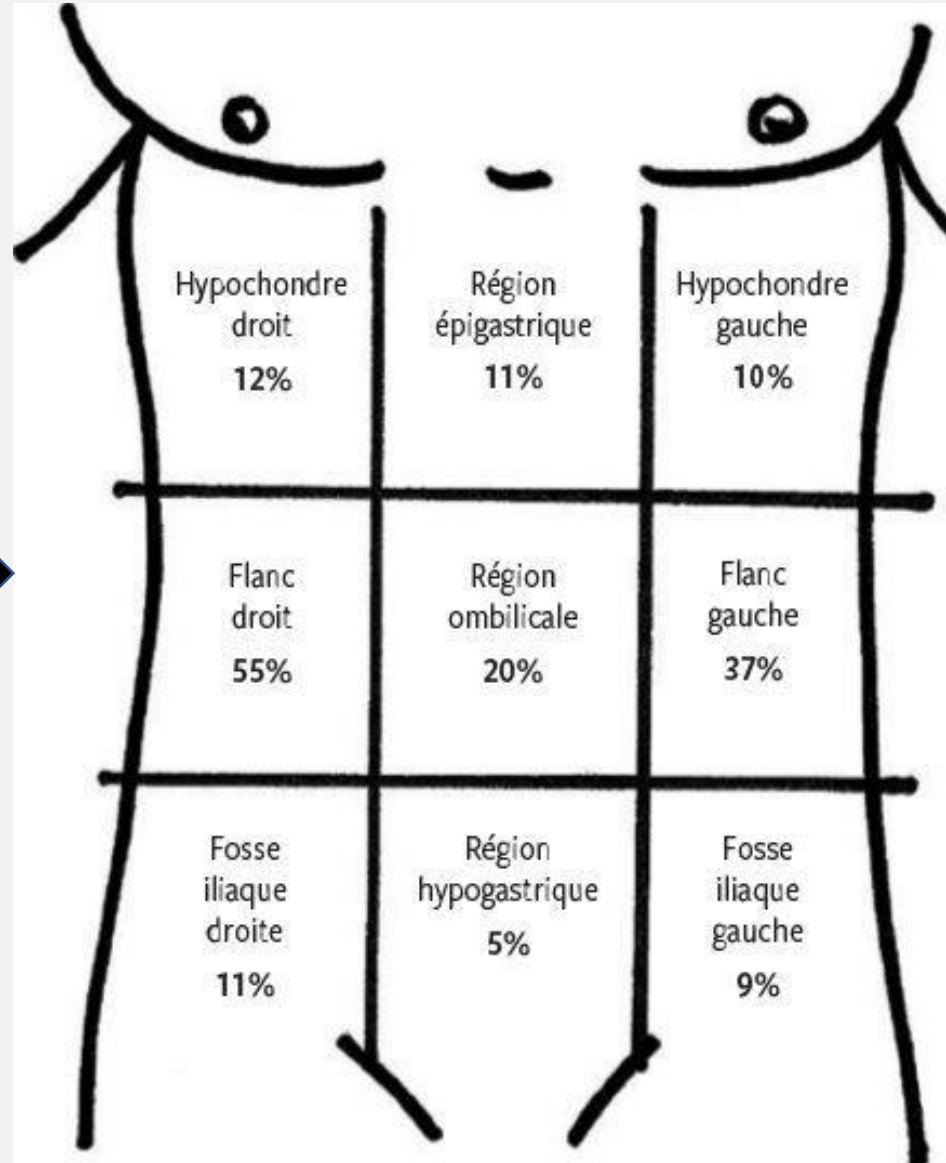 Hypochondre
droit
12%
Région
épigastrique
11%
Hypochondre
gauche
10%
Flanc
droit
55%
Région
ombilicale
20%
Flanc
gauche
37%
Fosse
iliaque
droite
11%
Région
hypogastrique
5%
Fosse
iliaque
gauche
9%